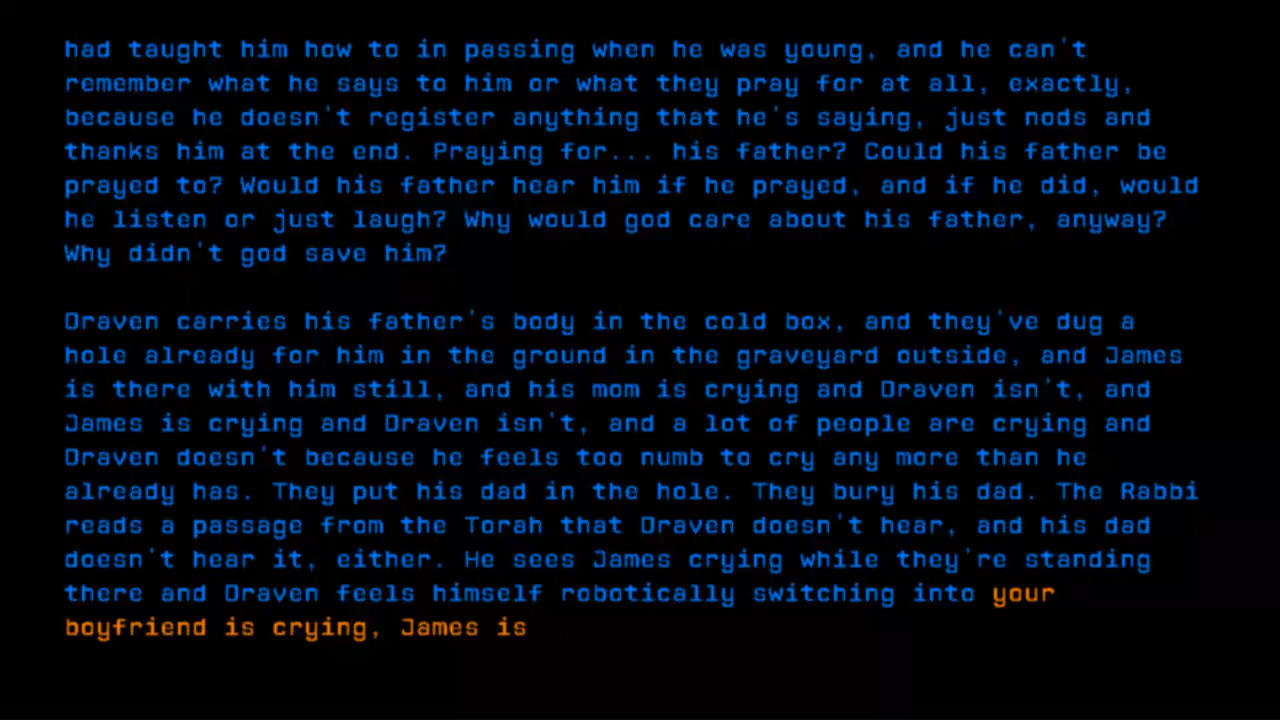 had taught him how to in passing when he was young, and he can't
remember what he says to him or what they pray for at all, exactly,
because he doesn't register anything that he's saying, just nods and
thanks him at the end. Praying for... his father? Could his father be
prayed to? Would his father hear him if he prayed, and if he did, would
he listen or just laugh? Why would god care about his father, anyway?
Why didn't god save him?
Draven carries his father's body in the cold box, and they've dug a
hole already for him in the ground in the graveyard outside, and James
is there with him still, and his mom is crying and Draven isn't, and
James is crying and Draven isn't, and a lot of people are crying and
Draven doesn't because he feels too numb to cry any more than he
already has. They put his dad in the hole. They bury his dad. The Rabbi
reads a passage from the Torah that Draven doesn't hear, and his dad
doesn't hear it, either. He sees James crying while they're standing
there and Draven feels himself robotically switching into your
boyfriend is crying, James is